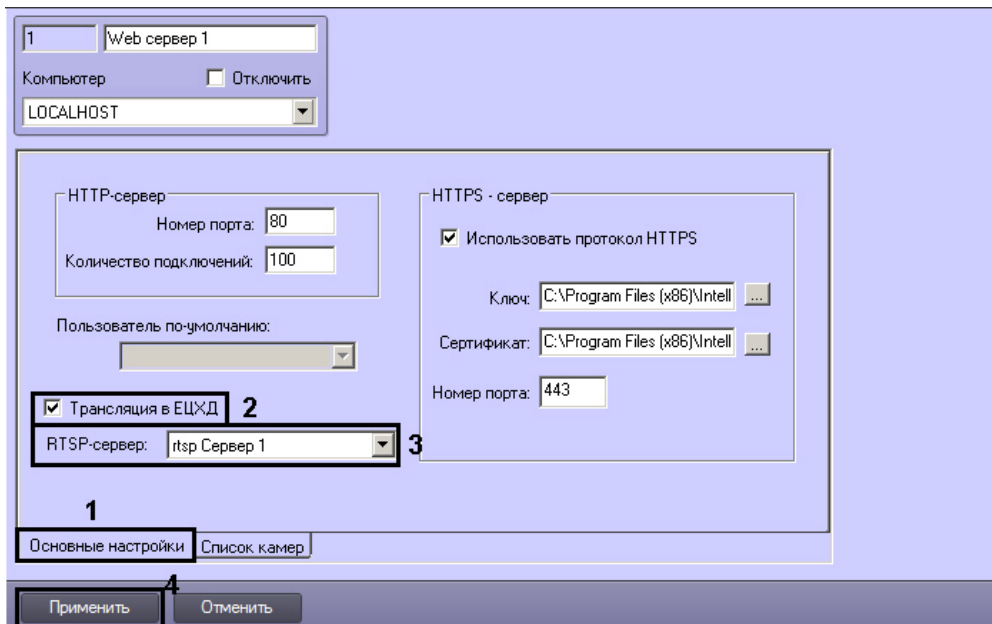 1 Web сервер 1
Компьютер Отключить
LOCALHOST
HTTP-сервер
Номер порта: 80
Количество подключений: 100
Пользователь по-умолчанию:
Трансляция в ЕЦХД 2
RTSP-сервер: rtsp Сервер 1 3
HTTPS - сервер
Использовать протокол HTTPS
Ключ: C:\Program Files (x86)\Intell ...
Сертификат: C:\Program Files (x86)\Intell ...
Номер порта: 443
1
Основные настройки Список камер
4
Применить Отменить